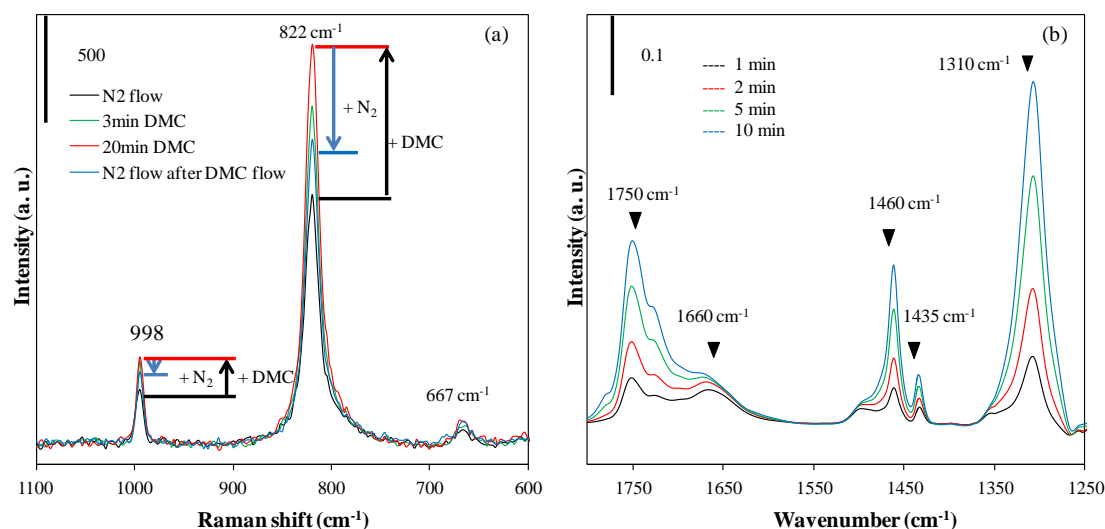 822 cm-1
(a)
500
N2 flow
3min DMC
20min DMC
N2 flow after DMC flow
+ N2
+ DMC
998
+ N2
+ DMC
667 cm-1
Intensity (a. u.)
1100
1000
900
800
700
600
Raman shift (cm-1)
(b)
0.1
1310 cm-1
1 min
2 min
5 min
10 min
1750 cm-1
1460 cm-1
1660 cm-1
1435 cm-1
Intensity (a. u.)
1750
1650
1550
1450
1350
1250
Wavenumber (cm-1)